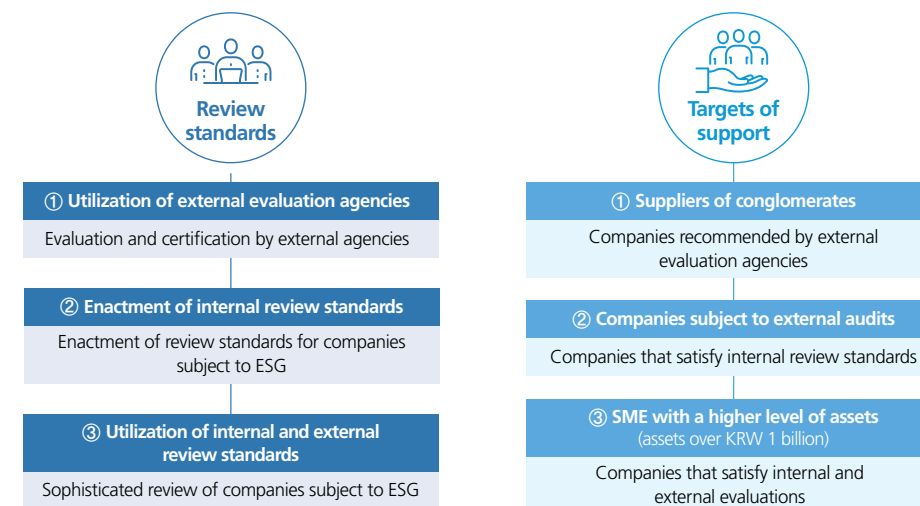 Review
standards
① Utilization of external evaluation agencies
Evaluation and certification by external agencies
② Enactment of internal review standards
Enactment of review standards for companies
subject to ESG
③ Utilization of internal and external
review standards
Sophisticated review of companies subject to ESG
Targets of
support
① Suppliers of conglomerates
Companies recommended by external
evaluation agencies
② Companies subject to external audits
Companies that satisfy internal review standards
③ SME with a higher level of assets
(assets over KRW 1 billion)
Companies that satisfy internal and
external evaluations